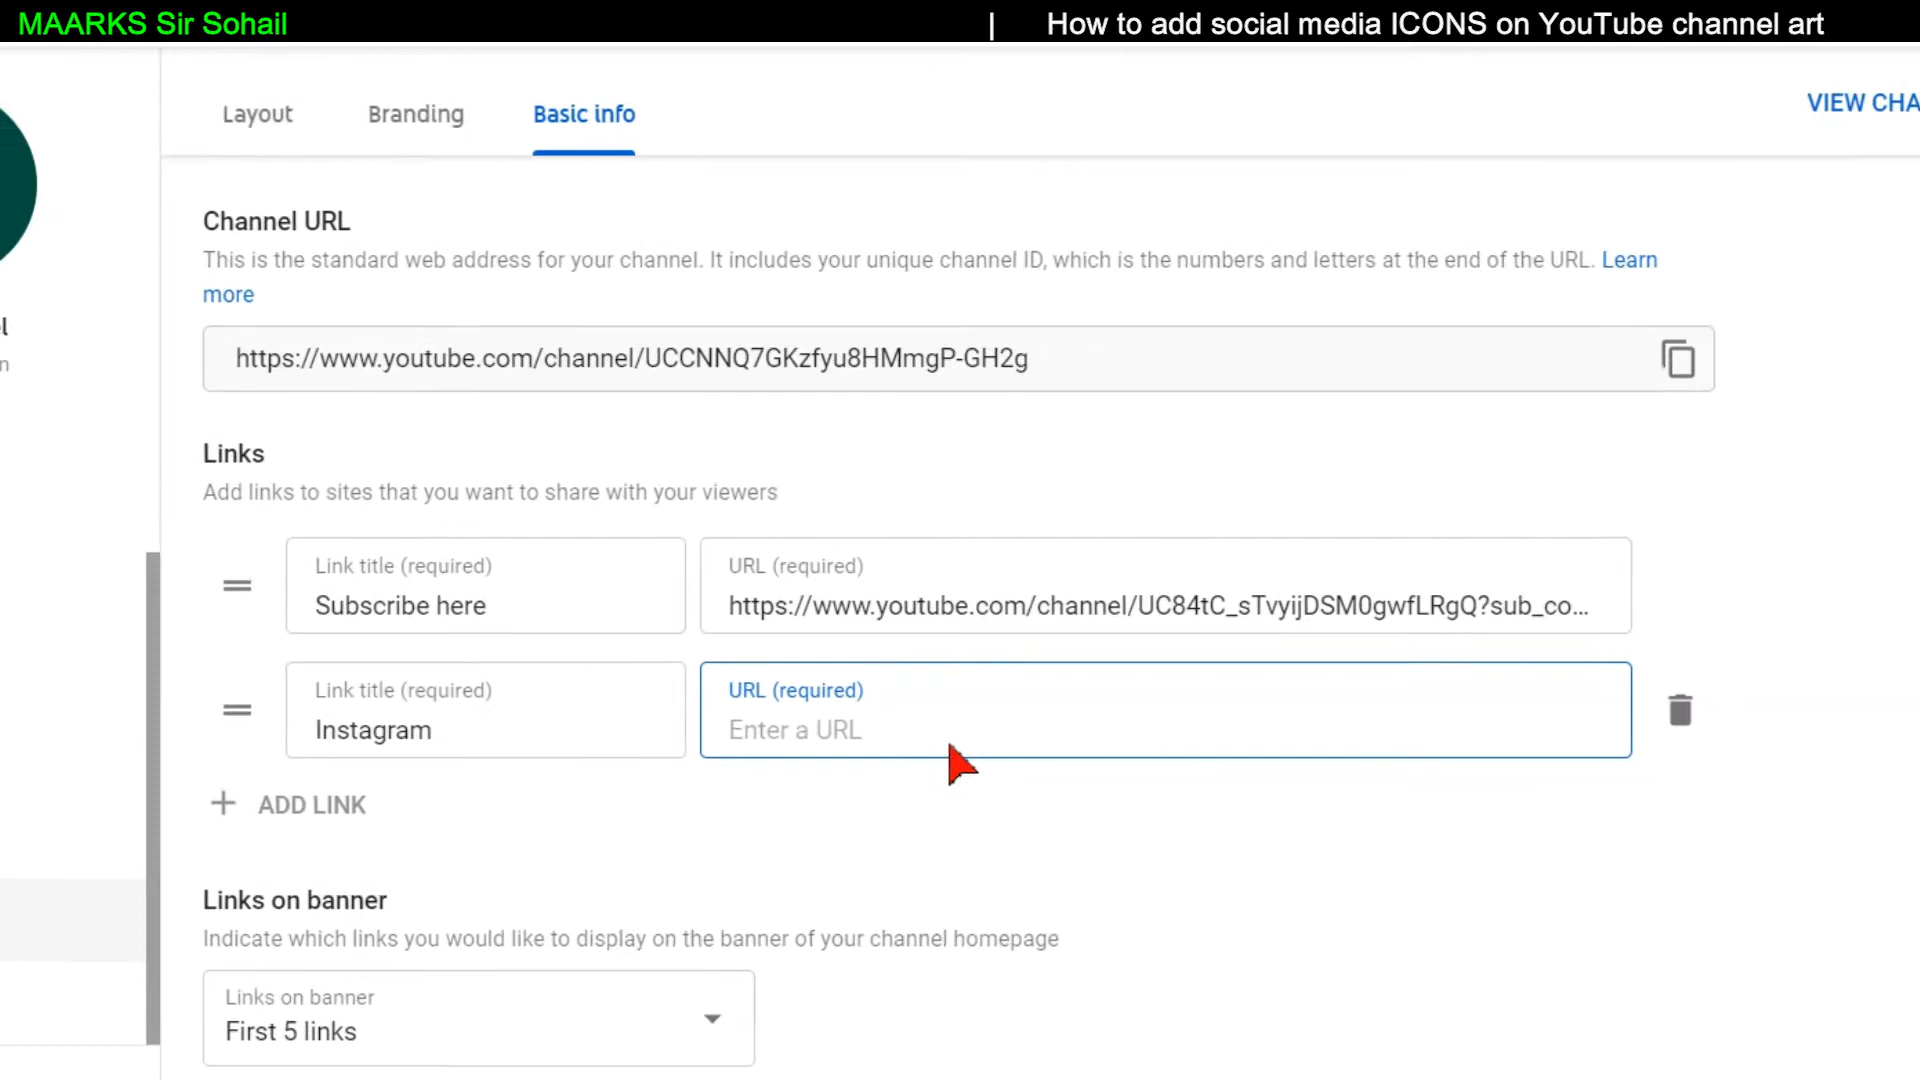 MAARKS Sir Sohail | How to add social media ICONS on YouTube channel art
Layout Branding Basic info VIEW CHA
Channel URL
This is the standard web address for your channel. It includes your unique channel ID, which is the numbers and letters at the end of the URL. Learn
more
https://www.youtube.com/channel/UCCNNQ7GKzfyu8HMmgP-GH2g
Links
Add links to sites that you want to share with your viewers
Link title (required) URL (required)
Subscribe here https://www.youtube.com/channel/UC84tC_sTvyijDSM0gwfLRgQ?sub_co...
Link title (required) URL (required)
Instagram Enter a URL
+ ADD LINK
Links on banner
Indicate which links you would like to display on the banner of your channel homepage
Links on banner
First 5 links